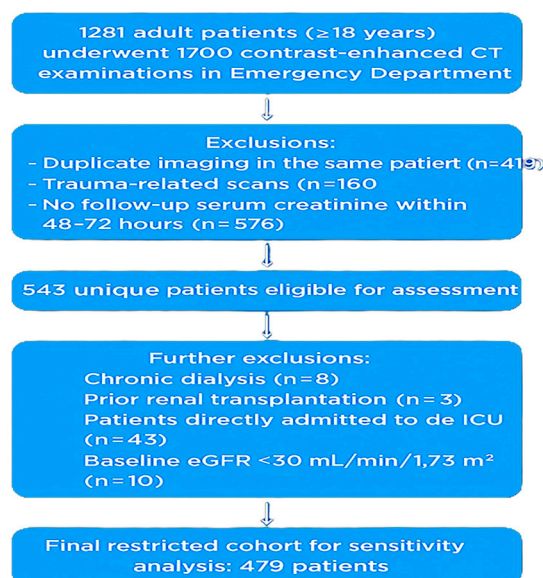 1281 adult patients (≥18 years)
underwent 1700 contrast-enhanced CT
examinations in Emergency Department
Exclusions:
- Duplicate imaging in the same patiert (n=419)
- Trauma-related scans (n=160
- No follow-up serum creatinine within
48–72 hours (n=576)
543 unique patients eligible for assessment
Further exclusions:
Chronic dialysis (n=8)
Prior renal transplantation (n=3)
Patients directly admitted to de ICU
(n=43)
Baseline eGFR <30 mL/min/1,73 m²
(n=10)
Final restricted cohort for sensitivity
analysis: 479 patients